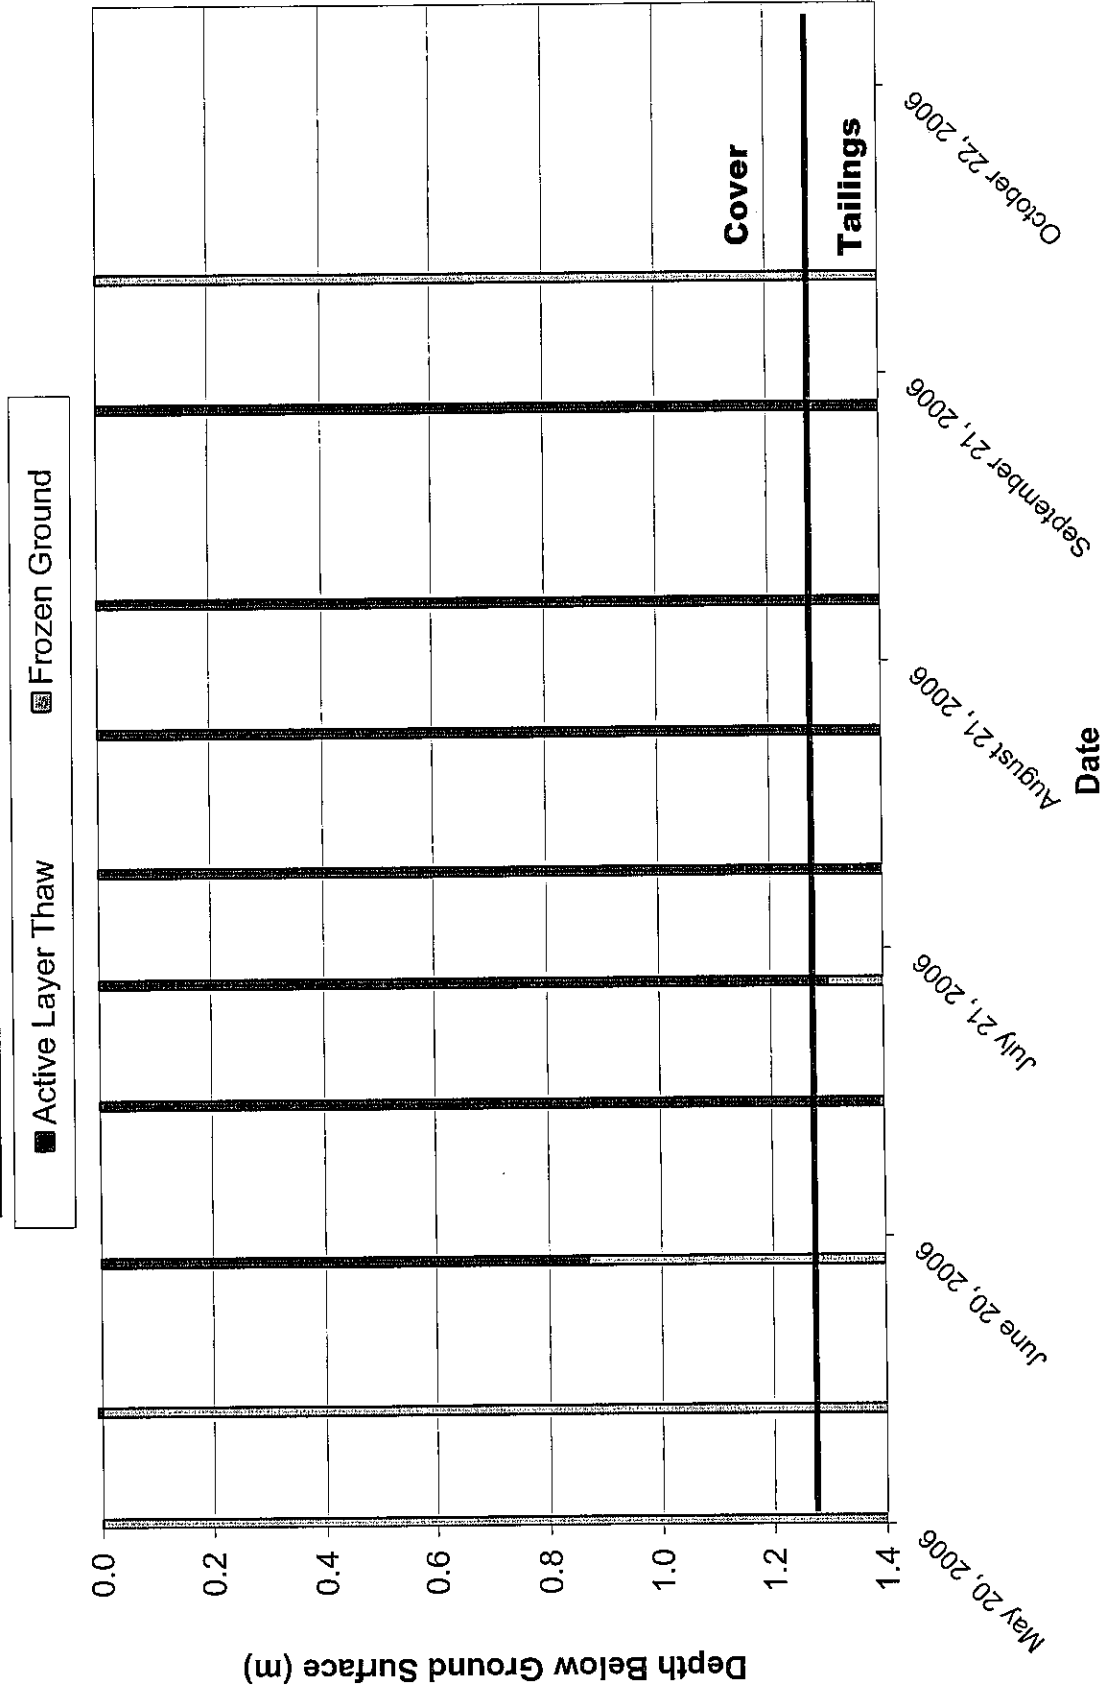 Active Layer Thaw
Frozen Ground
Depth Below Ground Surface (m)
0.0
0.2
0.4
0.6
0.8
1.0
1.2
1.4
Cover
Tailings
May 20, 2006
June 20, 2006
July 21, 2006
August 21, 2006
September 21, 2006
October 22, 2006
Date